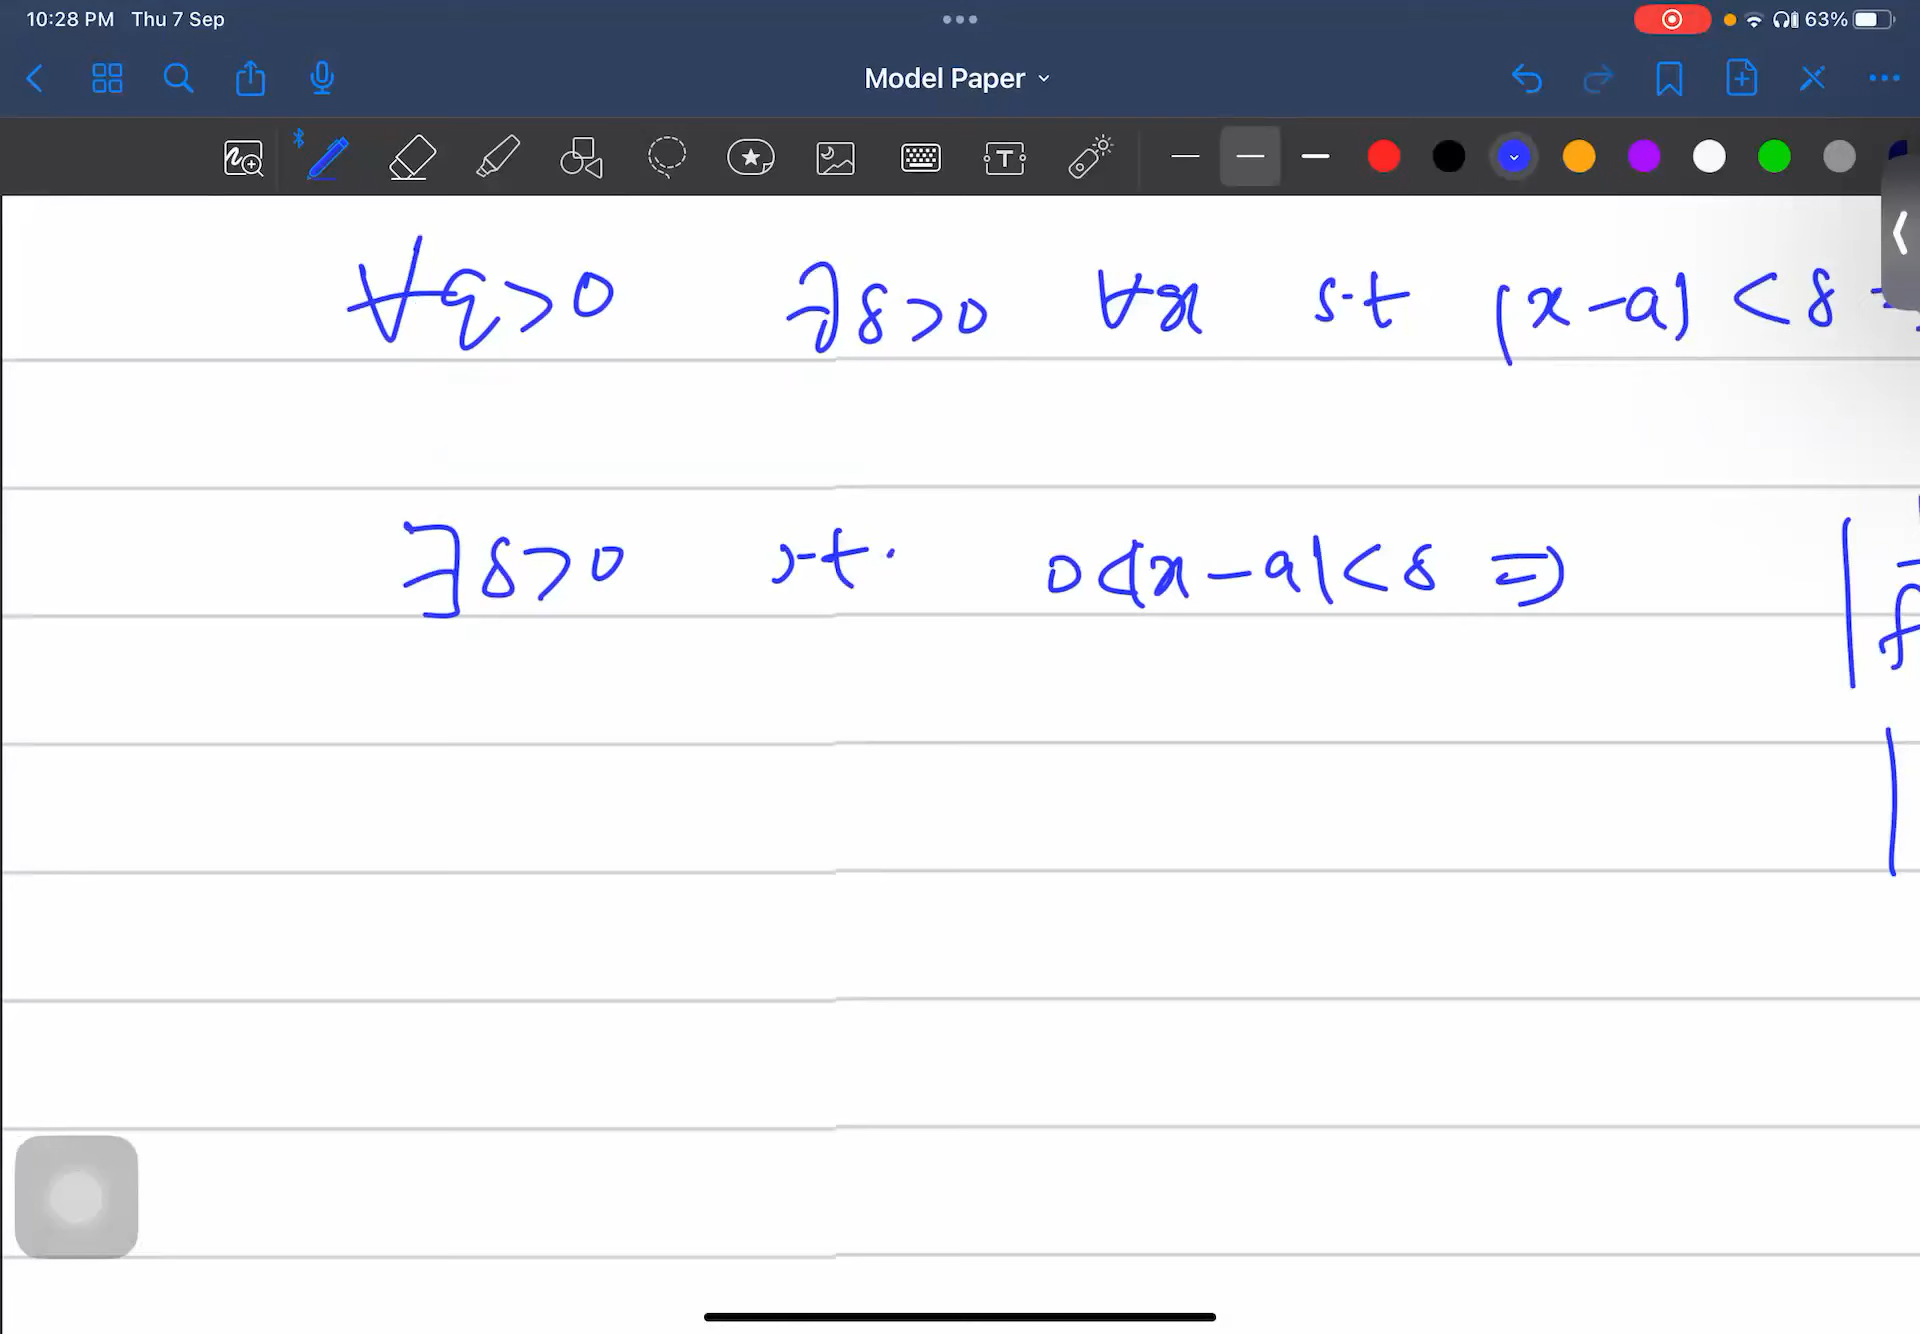 10:28 PM Thu 7 Sep 63%
Model Paper
∀ε>0 ∃δ>0 ∀x s.t |x-a| < δ
∃δ>0 s.t. 0<|x-a|<δ ⇒ |
|